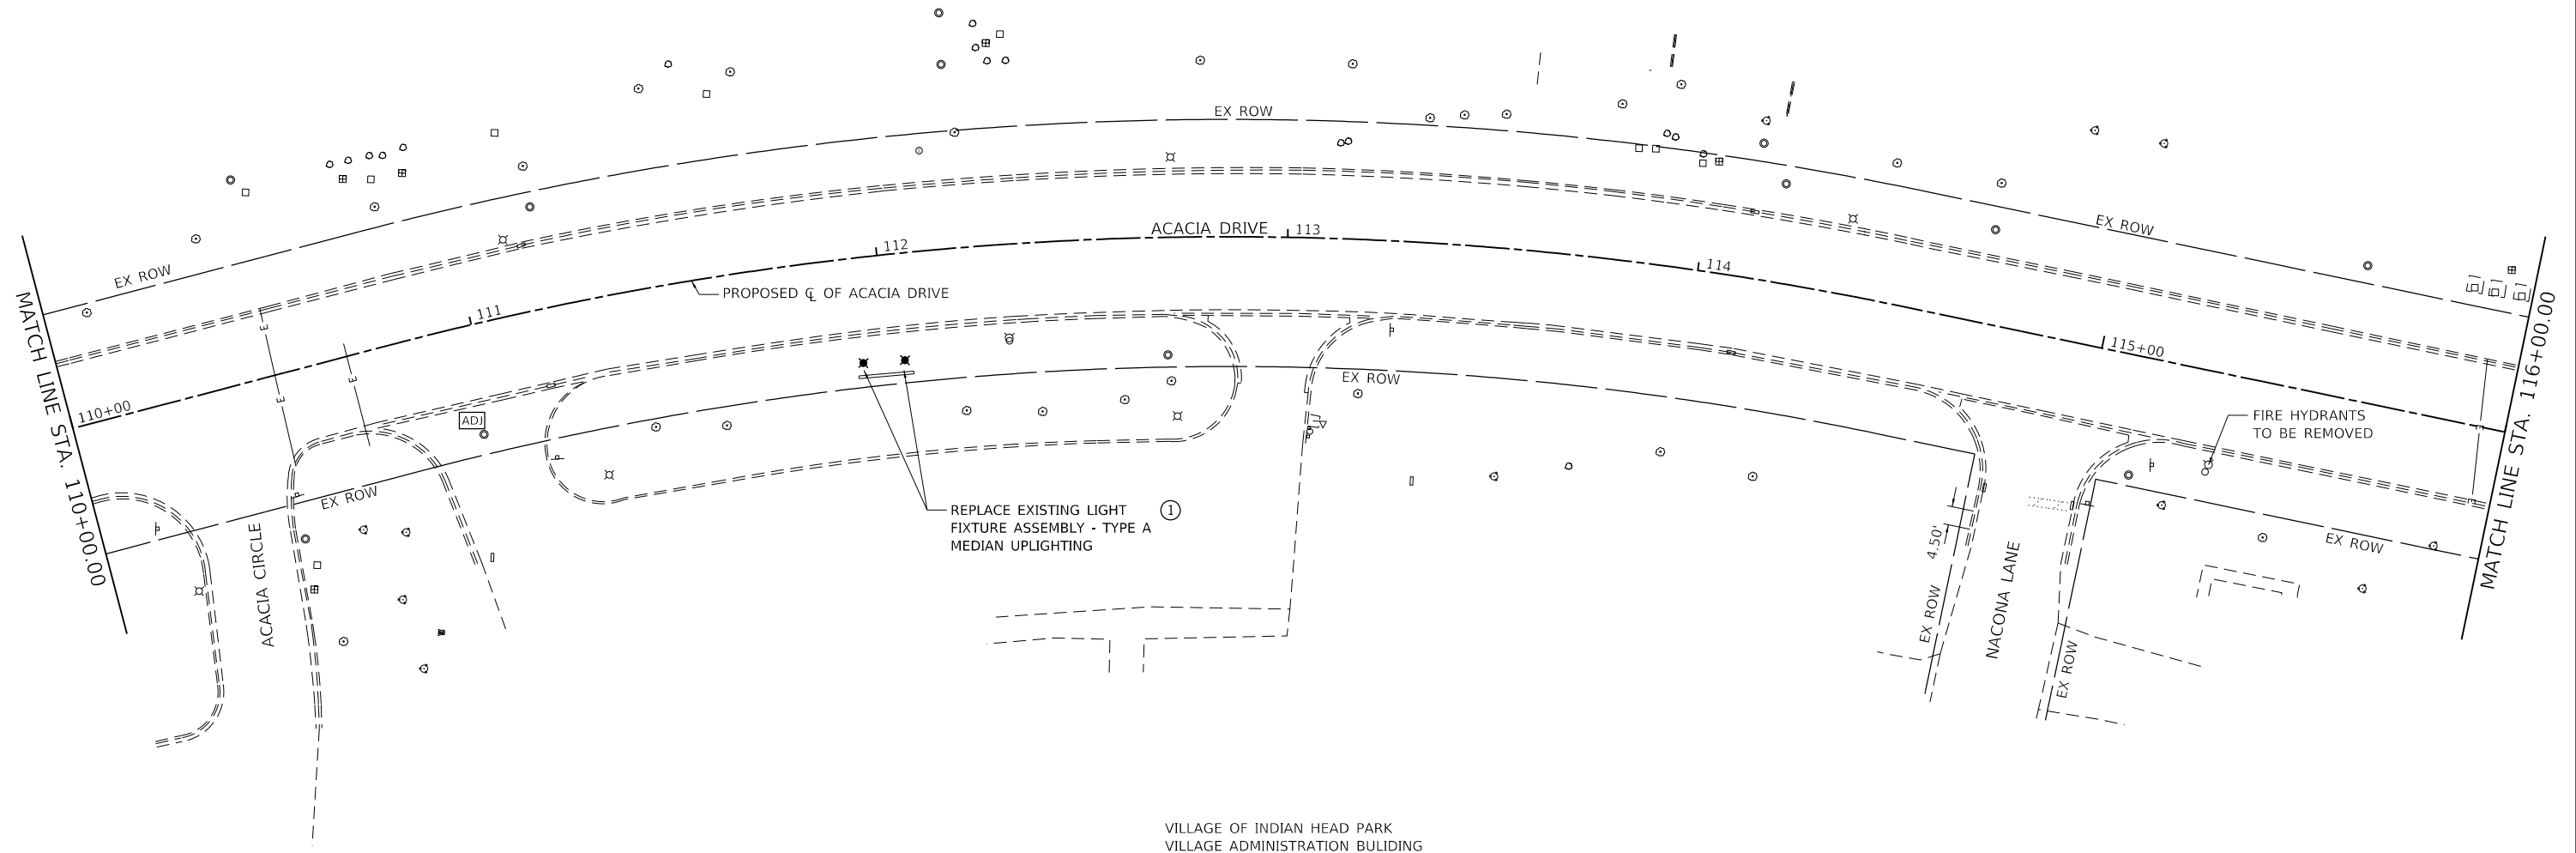 EX ROW
ACACIA DRIVE
113
EX ROW
112
114
EX ROW
PROPOSED ℄ OF ACACIA DRIVE
111
115+00
MATCH LINE STA. 110+00.00
MATCH LINE STA. 116+00.00
110+00
E
E
E
E
EX ROW
ADJ
FIRE HYDRANTS
TO BE REMOVED
EX ROW
REPLACE EXISTING LIGHT
FIXTURE ASSEMBLY - TYPE A
MEDIAN UPLIGHTING
1
4.50'
EX ROW
ACACIA CIRCLE
NACONA LANE
EX ROW
EX ROW
VILLAGE OF INDIAN HEAD PARK
VILLAGE ADMINISTRATION BULIDING